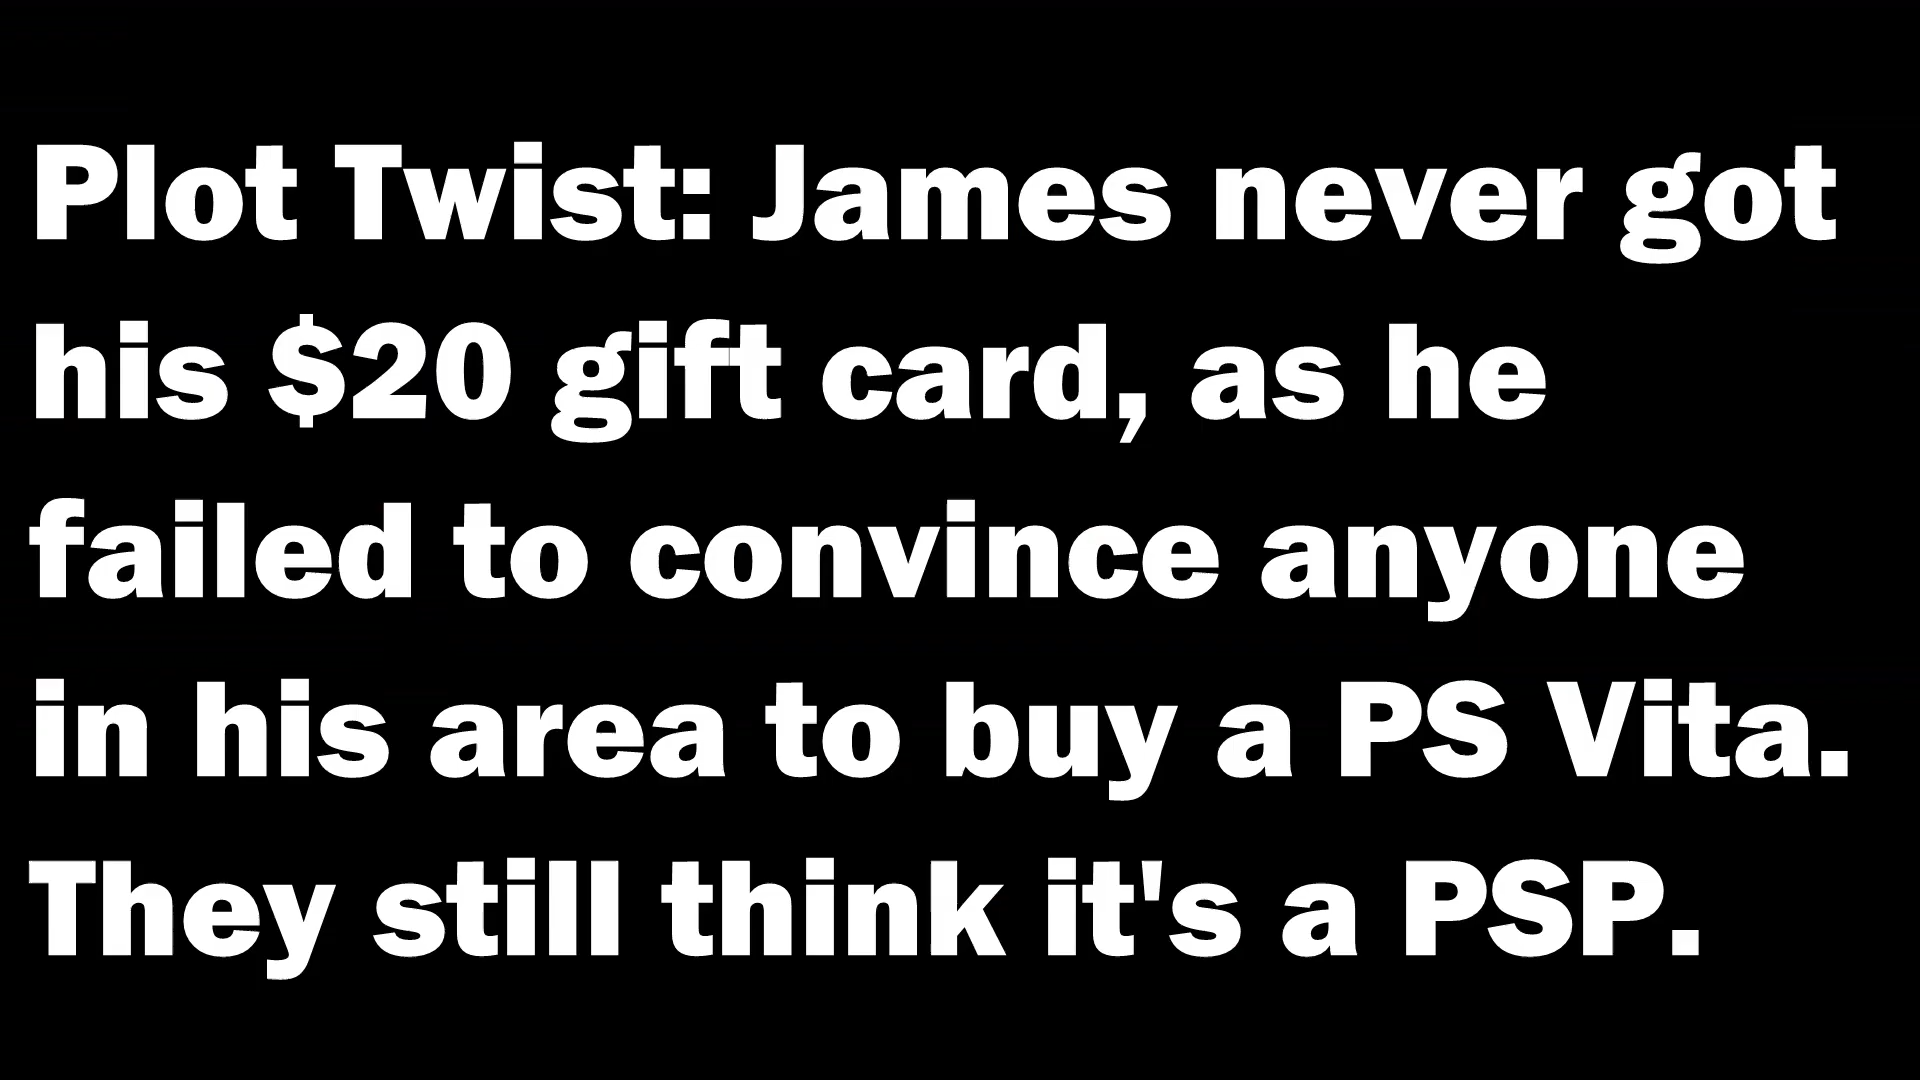 Plot Twist: James never got
his $20 gift card, as he
failed to convince anyone
in his area to buy a PS Vita.
They still think it's a PSP.